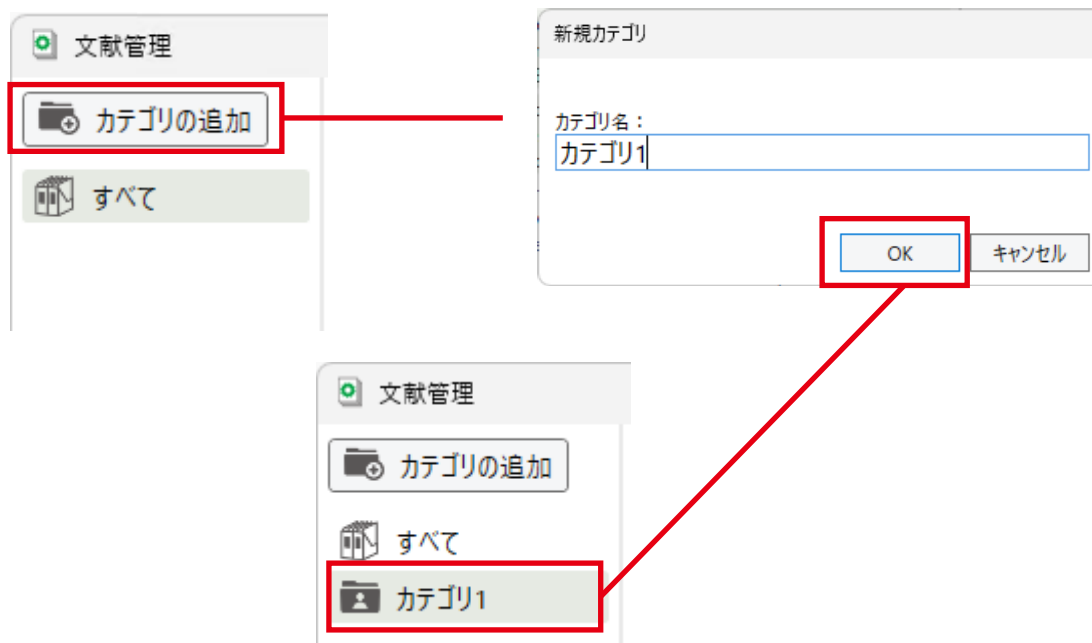 文献管理
カテゴリの追加
すべて
新規カテゴリ
カテゴリ名：
カテゴリ1
OK
キャンセル
文献管理
カテゴリの追加
すべて
カテゴリ1